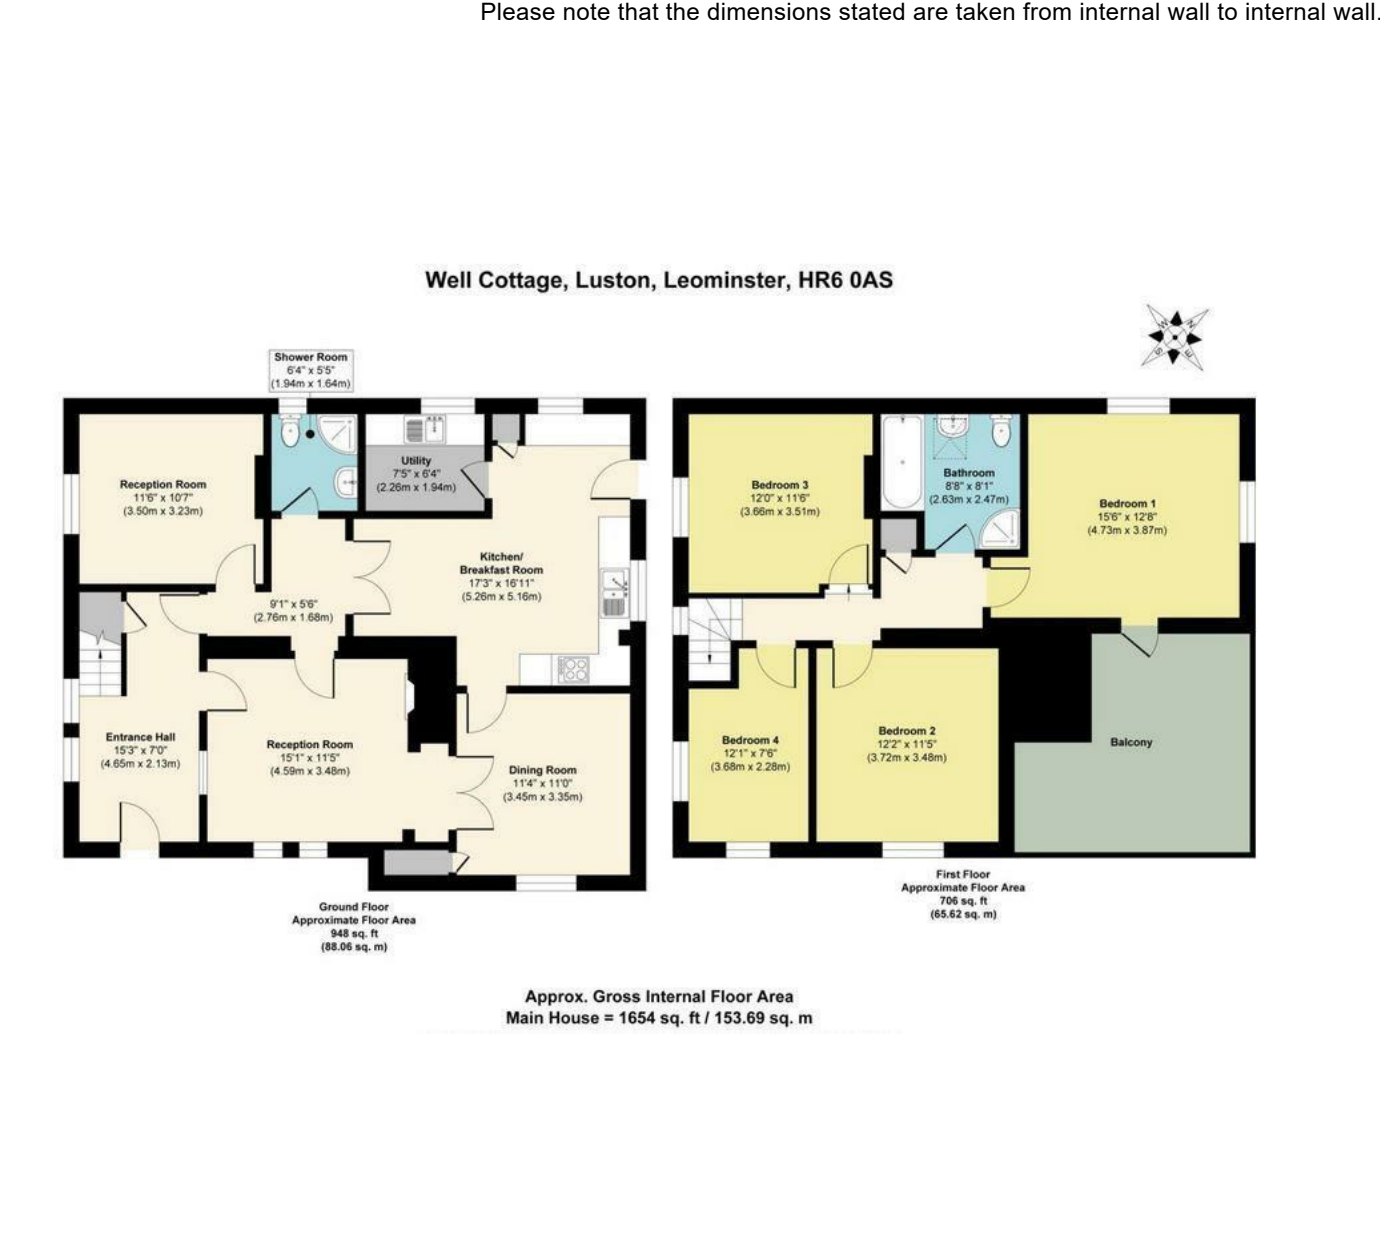 Please note that the dimensions stated are taken from internal wall to internal wall.
Well Cottage, Luston, Leominster, HR6 0AS
N
E
S
W
Shower Room
6'4" x 5'5"
(1.94m x 1.64m)
Reception Room
11'6" x 10'7"
(3.50m x 3.23m)
Utility
7'5" x 6'4"
(2.26m x 1.94m)
Kitchen/
Breakfast Room
17'3" x 16'11"
(5.26m x 5.16m)
9'1" x 5'6"
(2.76m x 1.68m)
Entrance Hall
15'3" x 7'0"
(4.65m x 2.13m)
Reception Room
15'1" x 11'5"
(4.59m x 3.48m)
Dining Room
11'4" x 11'0"
(3.45m x 3.35m)
Ground Floor
Approximate Floor Area
948 sq. ft
(88.06 sq. m)
Bedroom 3
12'0" x 11'6"
(3.66m x 3.51m)
Bathroom
8'8" x 8'1"
(2.63m x 2.47m)
Bedroom 1
15'6" x 12'8"
(4.73m x 3.87m)
Bedroom 4
12'1" x 7'6"
(3.68m x 2.28m)
Bedroom 2
12'2" x 11'5"
(3.72m x 3.48m)
Balcony
First Floor
Approximate Floor Area
706 sq. ft
(65.62 sq. m)
Approx. Gross Internal Floor Area
Main House = 1654 sq. ft / 153.69 sq. m